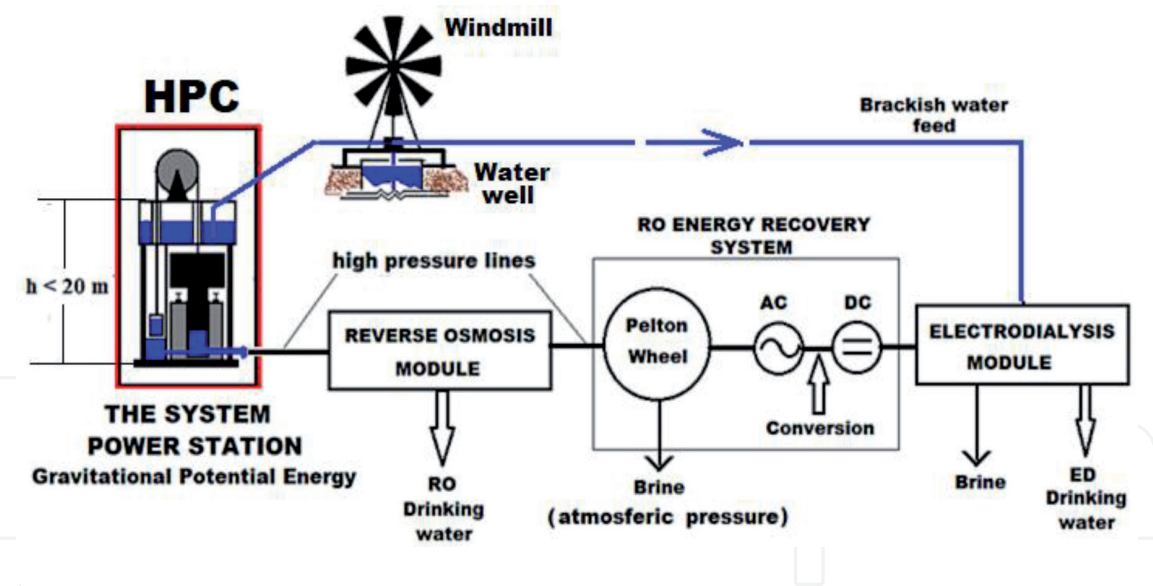 Windmill
HPC
Brackish water
feed
Water
well
RO ENERGY RECOVERY
SYSTEM
high pressure lines
h < 20 m
AC
DC
Pelton
Wheel
REVERSE OSMOSIS
MODULE
ELECTRODIALYSIS
MODULE
Conversion
THE SYSTEM
POWER STATION
Gravitational Potential Energy
RO
Drinking
water
Brine
(atmosferic pressure)
Brine
ED
Drinking
water